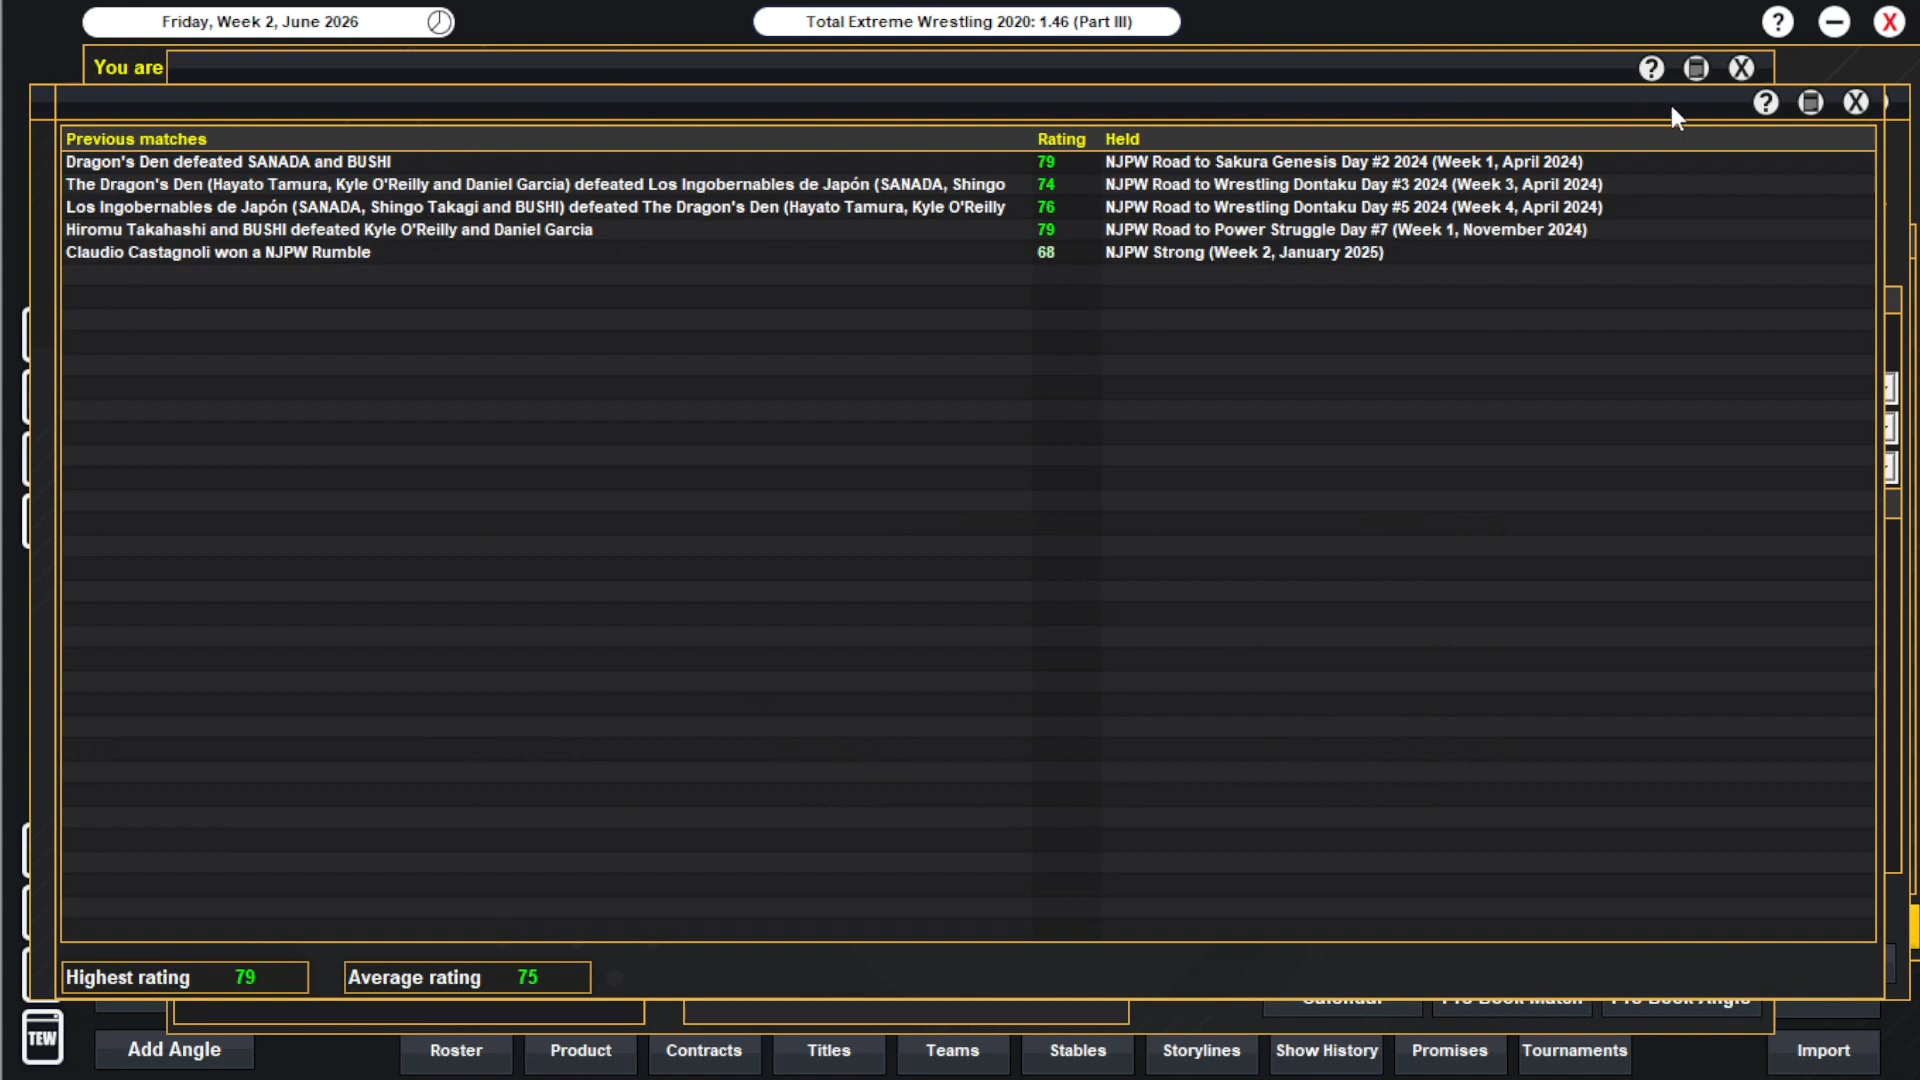 Friday, Week 2, June 2026
Total Extreme Wrestling 2020: 1.46 (Part III)
You are
Previous matches Rating Held
Dragon's Den defeated SANADA and BUSHI 79 NJPW Road to Sakura Genesis Day #2 2024 (Week 1, April 2024)
The Dragon's Den (Hayato Tamura, Kyle O'Reilly and Daniel Garcia) defeated Los Ingobernables de Japón (SANADA, Shingo 74 NJPW Road to Wrestling Dontaku Day #3 2024 (Week 3, April 2024)
Los Ingobernables de Japón (SANADA, Shingo Takagi and BUSHI) defeated The Dragon's Den (Hayato Tamura, Kyle O'Reilly 76 NJPW Road to Wrestling Dontaku Day #5 2024 (Week 4, April 2024)
Hiromu Takahashi and BUSHI defeated Kyle O'Reilly and Daniel Garcia 79 NJPW Road to Power Struggle Day #7 (Week 1, November 2024)
Claudio Castagnoli won a NJPW Rumble 68 NJPW Strong (Week 2, January 2025)
Highest rating 79 Average rating 75
Calendar Pre Book Match Pre Book Angle
TEW Add Angle Roster Product Contracts Titles Teams Stables Storylines Show History Promises Tournaments Import